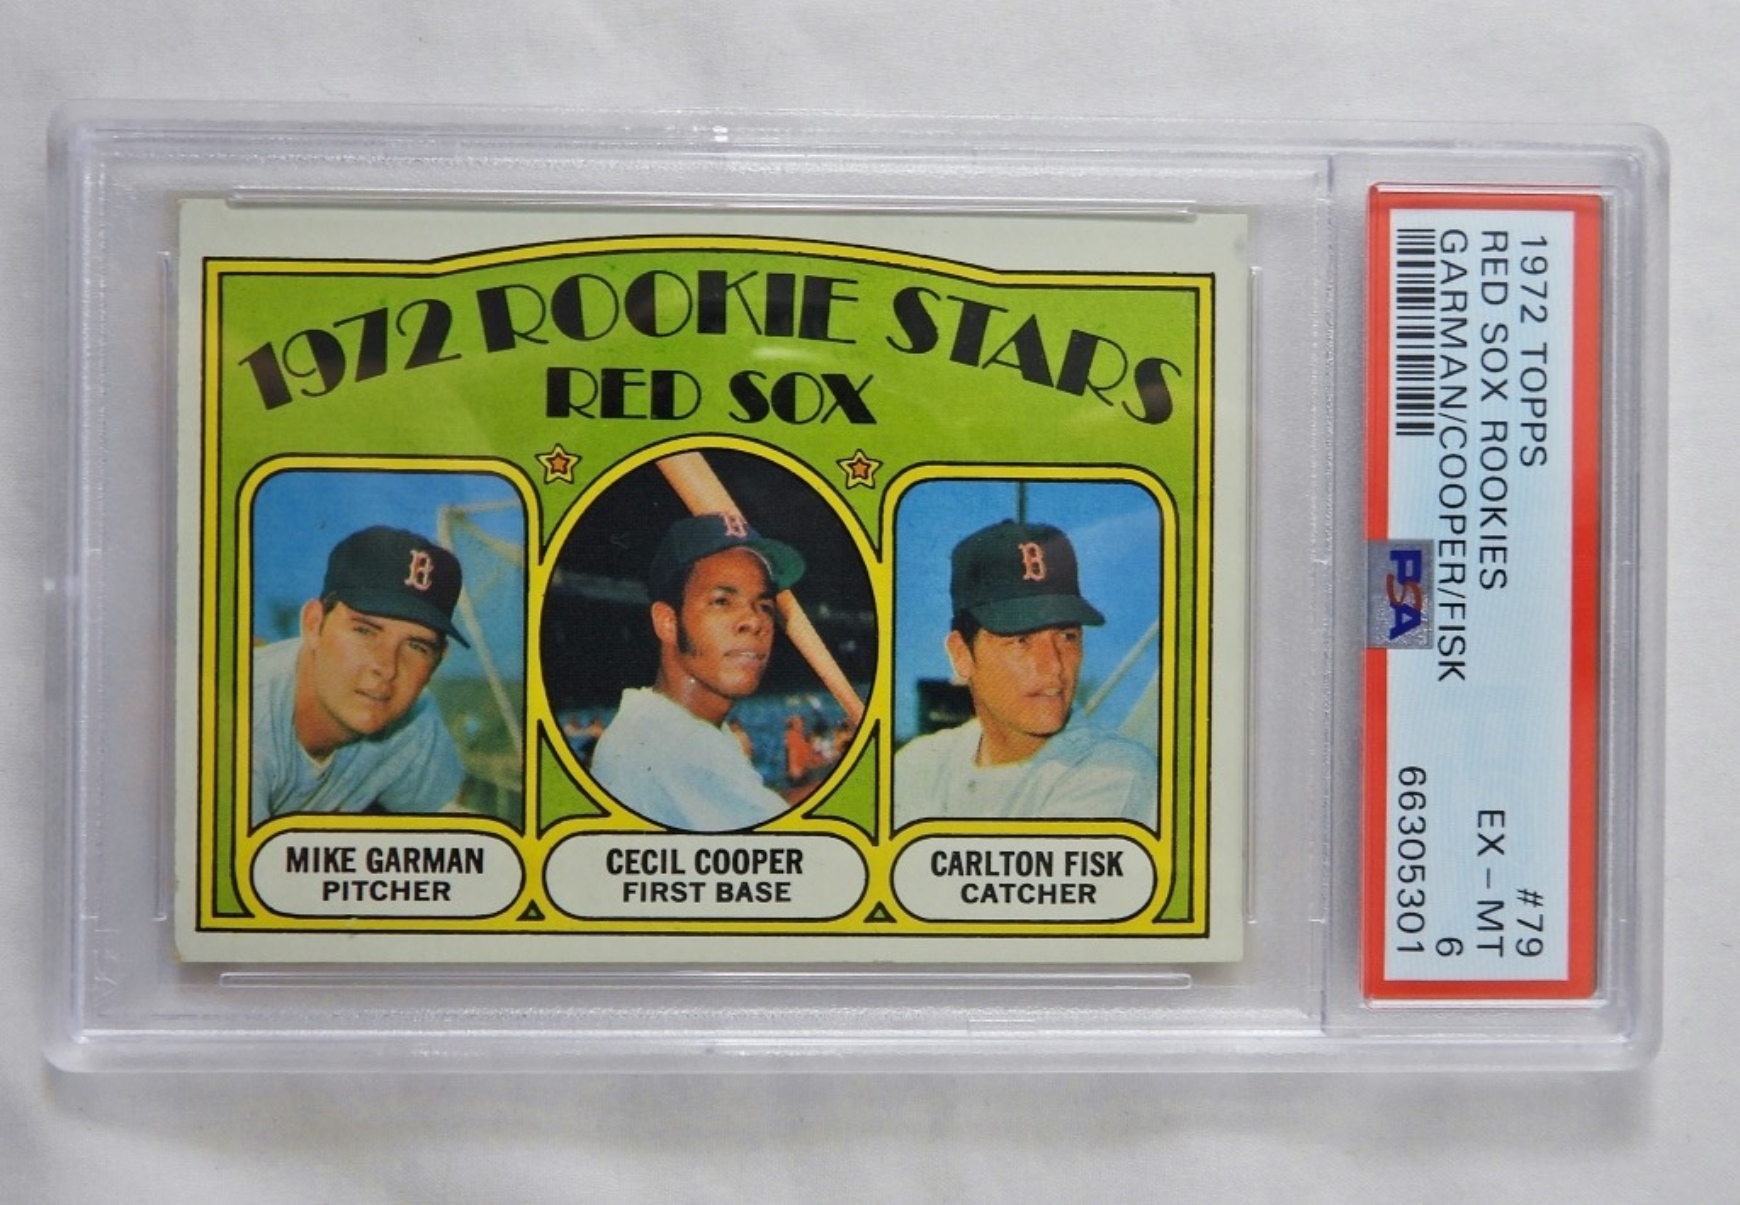 1972 ROOKIE STARS
RED SOX
MIKE GARMAN
PITCHER
CECIL COOPER
FIRST BASE
CARLTON FISK
CATCHER
B
B
B
1972 TOPPS #79
RED SOX ROOKIES EX - MT
GARMAN/COOPER/FISK 6
PSA
66305301